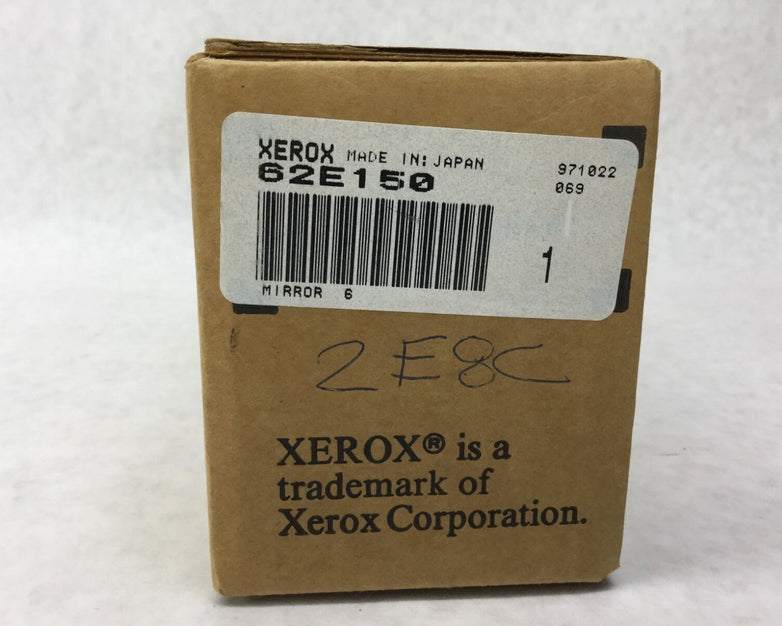 XEROX MADE IN: JAPAN 971022
62E150 069
1
MIRROR 6
2E8C
XEROX® is a
trademark of
Xerox Corporation.